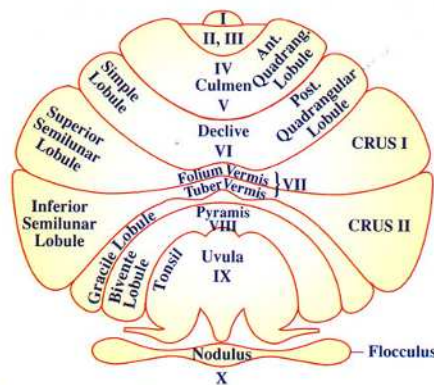 I
II, III
Ant.
Quadrang.
Lobule
IV
Culmen
V
Simple
Lobule
Post.
Quadrangular
Lobule
Superior
Semilunar
Lobule
Declive
VI
CRUS I
Folium Vermis
Tuber Vermis
} VII
Inferior
Semilunar
Lobule
Pyramis
VIII
CRUS II
Gracile Lobule
Bivente
Lobule
Tonsil
Uvula
IX
Nodulus
Flocculus
X